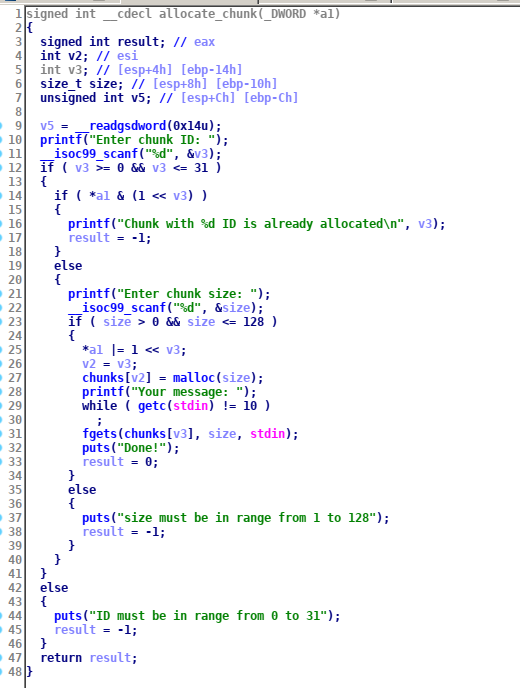 1 signed int __cdecl allocate_chunk(_DWORD *a1)
2 {
3 signed int result; // eax
4 int v2; // esi
5 int v3; // [esp+4h] [ebp-14h]
6 size_t size; // [esp+8h] [ebp-10h]
7 unsigned int v5; // [esp+Ch] [ebp-Ch]
8
9 v5 = __readgsdword(0x14u);
10 printf("Enter chunk ID: ");
11 __isoc99_scanf("%d", &v3);
12 if ( v3 >= 0 && v3 <= 31 )
13 {
14 if ( *a1 & (1 << v3) )
15 {
16 printf("Chunk with %d ID is already allocated\n", v3);
17 result = -1;
18 }
19 else
20 {
21 printf("Enter chunk size: ");
22 __isoc99_scanf("%d", &size);
23 if ( size > 0 && size <= 128 )
24 {
25 *a1 |= 1 << v3;
26 v2 = v3;
27 chunks[v2] = malloc(size);
28 printf("Your message: ");
29 while ( getc(stdin) != 10 )
30 ;
31 fgets(chunks[v3], size, stdin);
32 puts("Done!");
33 result = 0;
34 }
35 else
36 {
37 puts("size must be in range from 1 to 128");
38 result = -1;
39 }
40 }
41 }
42 else
43 {
44 puts("ID must be in range from 0 to 31");
45 result = -1;
46 }
47 return result;
48 }